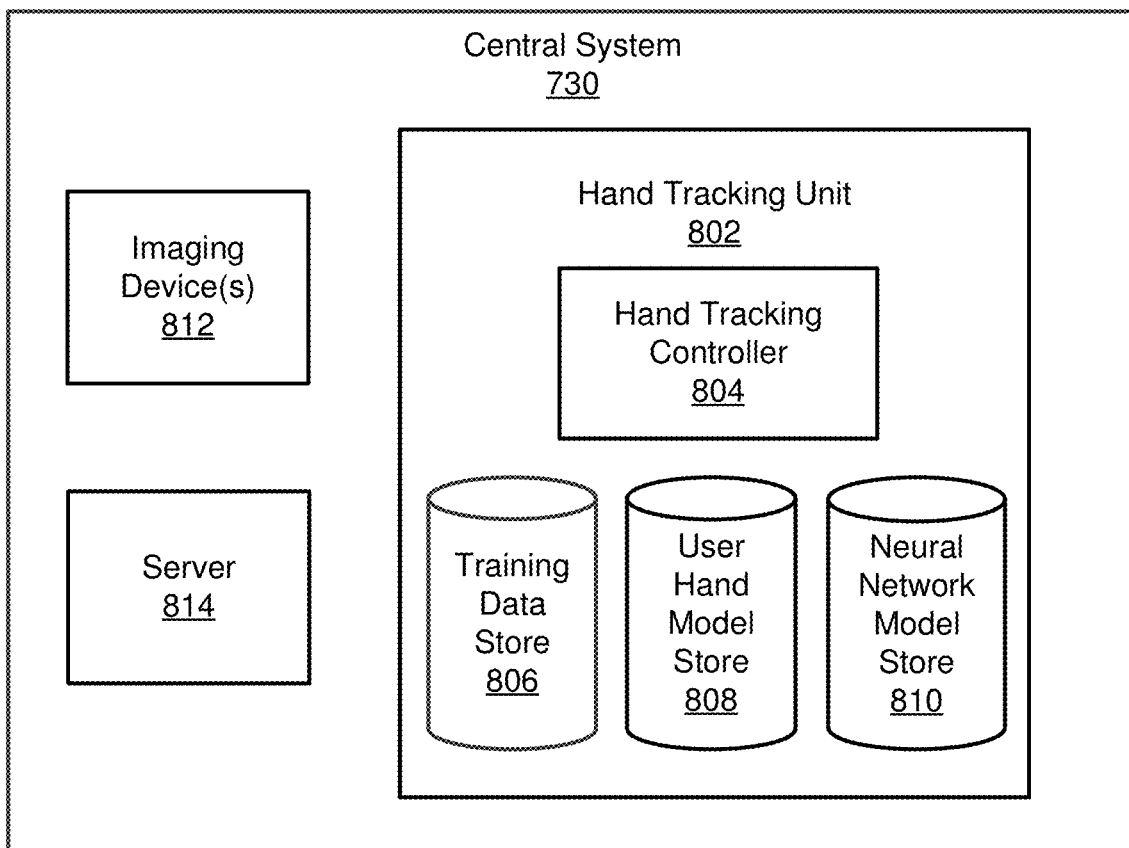 Central System
730
Hand Tracking Unit
802
Imaging
Device(s)
812
Hand Tracking
Controller
804
Server
814
Training
Data
Store
806
User
Hand
Model
Store
808
Neural
Network
Model
Store
810